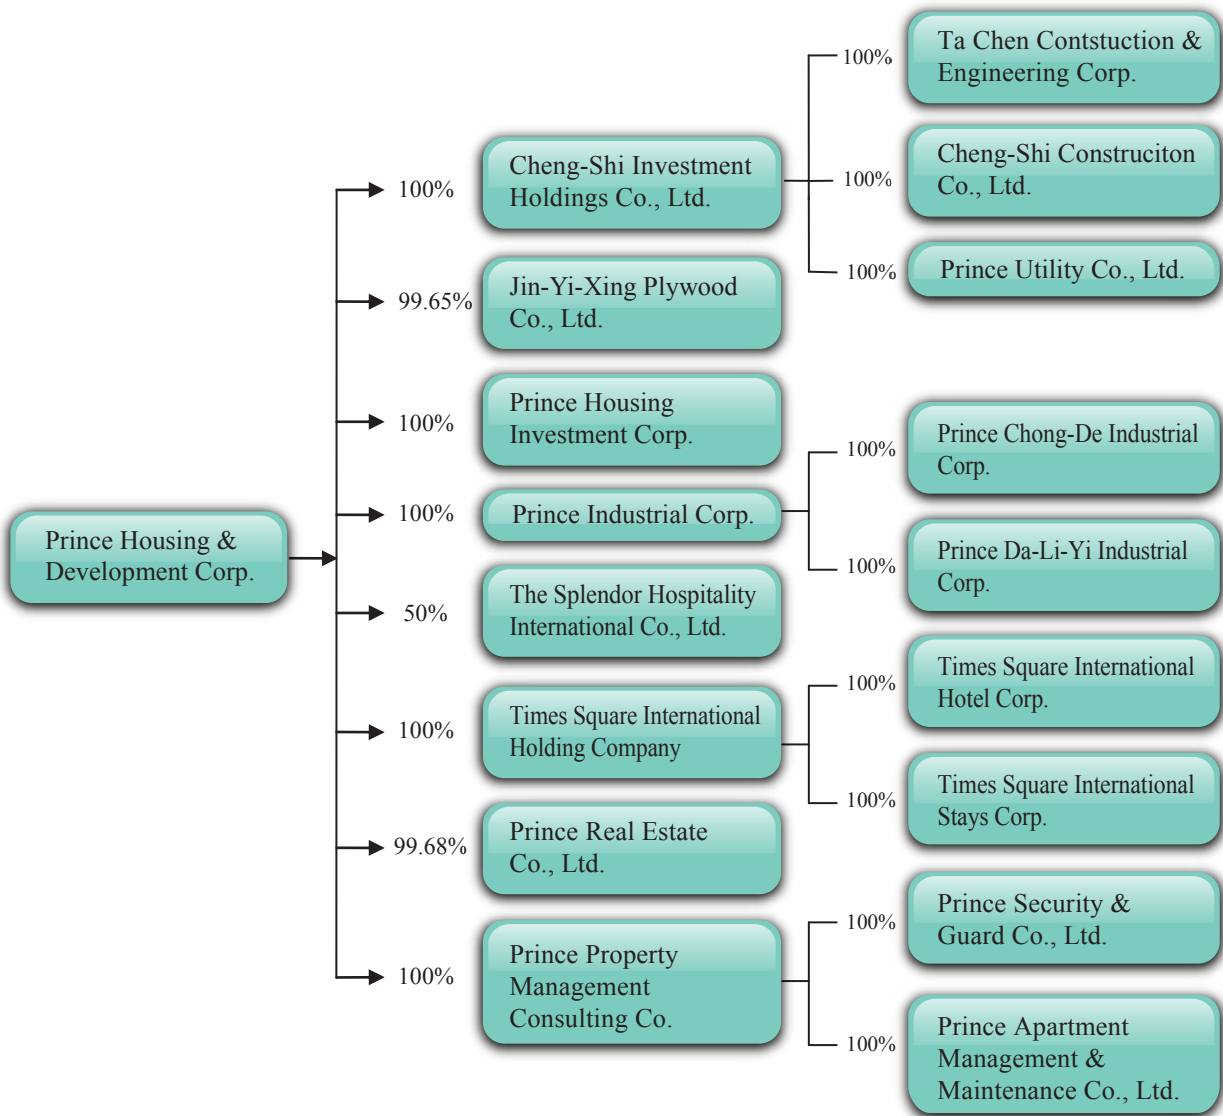 Prince Housing &
Development Corp.
100%
Cheng-Shi Investment
Holdings Co., Ltd.
100%
Ta Chen Contstuction &
Engineering Corp.
100%
Cheng-Shi Construciton
Co., Ltd.
100%
Prince Utility Co., Ltd.
99.65%
Jin-Yi-Xing Plywood
Co., Ltd.
100%
Prince Housing
Investment Corp.
100%
Prince Industrial Corp.
100%
Prince Chong-De Industrial
Corp.
100%
Prince Da-Li-Yi Industrial
Corp.
50%
The Splendor Hospitality
International Co., Ltd.
100%
Times Square International
Holding Company
100%
Times Square International
Hotel Corp.
100%
Times Square International
Stays Corp.
99.68%
Prince Real Estate
Co., Ltd.
100%
Prince Property
Management
Consulting Co.
100%
Prince Security &
Guard Co., Ltd.
100%
Prince Apartment
Management &
Maintenance Co., Ltd.